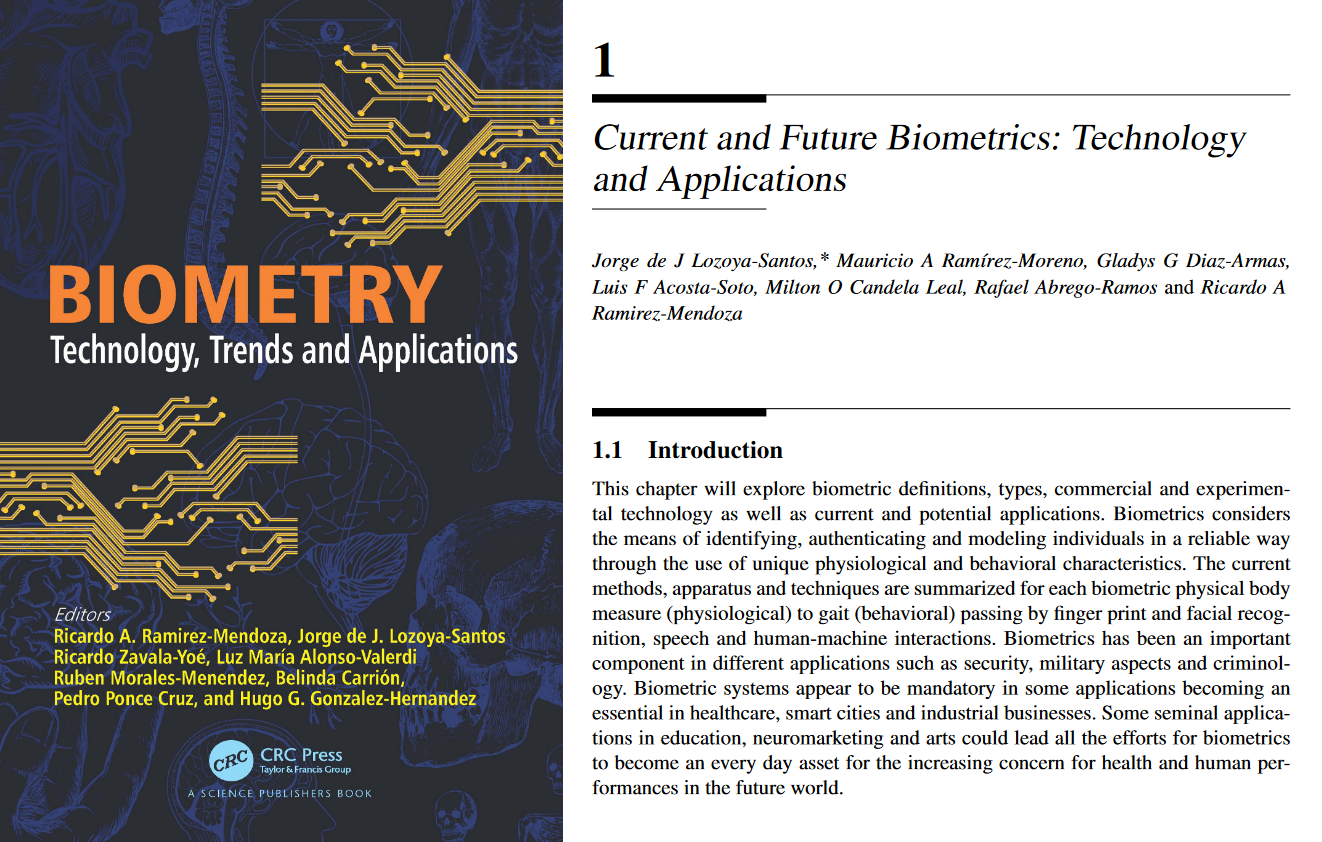 BIOMETRY
Technology, Trends and Applications
Editors
Ricardo A. Ramirez-Mendoza, Jorge de J. Lozoya-Santos
Ricardo Zavala-Yoé, Luz María Alonso-Valerdi
Ruben Morales-Menendez, Belinda Carrión,
Pedro Ponce Cruz, and Hugo G. Gonzalez-Hernandez
CRC
CRC Press
Taylor & Francis Group
A SCIENCE PUBLISHERS BOOK
1
Current and Future Biometrics: Technology
and Applications
Jorge de J Lozoya-Santos,* Mauricio A Ramírez-Moreno, Gladys G Diaz-Armas,
Luis F Acosta-Soto, Milton O Candela Leal, Rafael Abrego-Ramos and Ricardo A
Ramirez-Mendoza
1.1 Introduction
This chapter will explore biometric definitions, types, commercial and experimen-
tal technology as well as current and potential applications. Biometrics considers
the means of identifying, authenticating and modeling individuals in a reliable way
through the use of unique physiological and behavioral characteristics. The current
methods, apparatus and techniques are summarized for each biometric physical body
measure (physiological) to gait (behavioral) passing by finger print and facial recog-
nition, speech and human-machine interactions. Biometrics has been an important
component in different applications such as security, military aspects and criminol-
ogy. Biometric systems appear to be mandatory in some applications becoming an
essential in healthcare, smart cities and industrial businesses. Some seminal applica-
tions in education, neuromarketing and arts could lead all the efforts for biometrics
to become an every day asset for the increasing concern for health and human per-
formances in the future world.